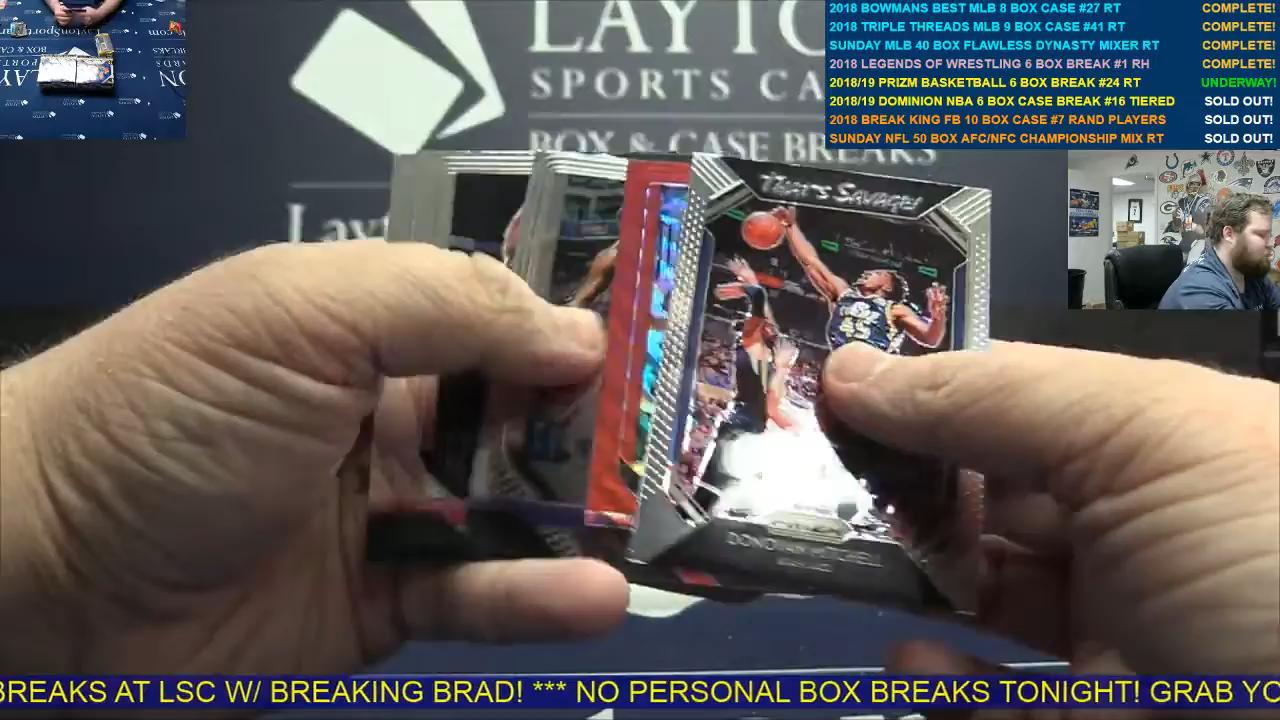 2018 BOWMANS BEST MLB 8 BOX CASE #27 RT COMPLETE!
2018 TRIPLE THREADS MLB 9 BOX CASE #41 RT COMPLETE!
SUNDAY MLB 40 BOX FLAWLESS DYNASTY MIXER RT COMPLETE!
2018 LEGENDS OF WRESTLING 6 BOX BREAK #1 RH COMPLETE!
2018/19 PRIZM BASKETBALL 6 BOX BREAK #24 RT UNDERWAY!
2018/19 DOMINION NBA 6 BOX CASE BREAK #16 TIERED SOLD OUT!
2018 BREAK KING FB 10 BOX CASE #7 RAND PLAYERS SOLD OUT!
SUNDAY NFL 50 BOX AFC/NFC CHAMPIONSHIP MIX RT SOLD OUT!
LAYTO
SPORTS CA
BOX & CASE BREAKS
Layt
THAT'S SAVAGE!
45
DONOVAN MITCHELL
BREAKS AT LSC W/ BREAKING BRAD! *** NO PERSONAL BOX BREAKS TONIGHT! GRAB YO